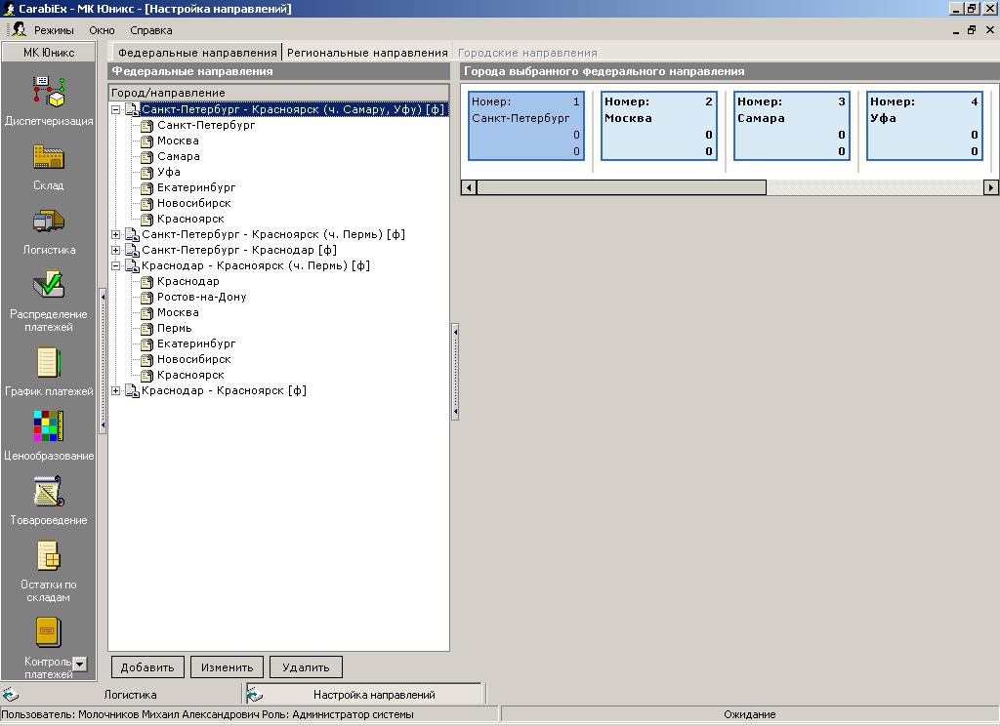 CarabiEx - МК Юникс - [Настройка направлений]
Режимы Окно Справка
МК Юникс
Диспетчеризация
Склад
Логистика
Распределение
платежей
График платежей
Ценообразование
Товароведение
Остатки по
складам
Контроль
платежей
Федеральные направления Региональные направления Городские направления
Федеральные направления
Город/направление
Санкт-Петербург - Красноярск (ч. Самару, Уфу) [ф]
Санкт-Петербург
Москва
Самара
Уфа
Екатеринбург
Новосибирск
Красноярск
Санкт-Петербург - Красноярск (ч. Пермь) [ф]
Санкт-Петербург - Краснодар [ф]
Краснодар - Красноярск (ч. Пермь) [ф]
Краснодар
Ростов-на-Дону
Москва
Пермь
Екатеринбург
Новосибирск
Красноярск
Краснодар - Красноярск [ф]
Добавить Изменить Удалить
Города выбранного федерального направления
Номер: 1
Санкт-Петербург
0
0
Номер: 2
Москва
0
0
Номер: 3
Самара
0
0
Номер: 4
Уфа
0
0
Логистика Настройка направлений
Пользователь: Молочников Михаил Александрович Роль: Администратор системы Ожидание